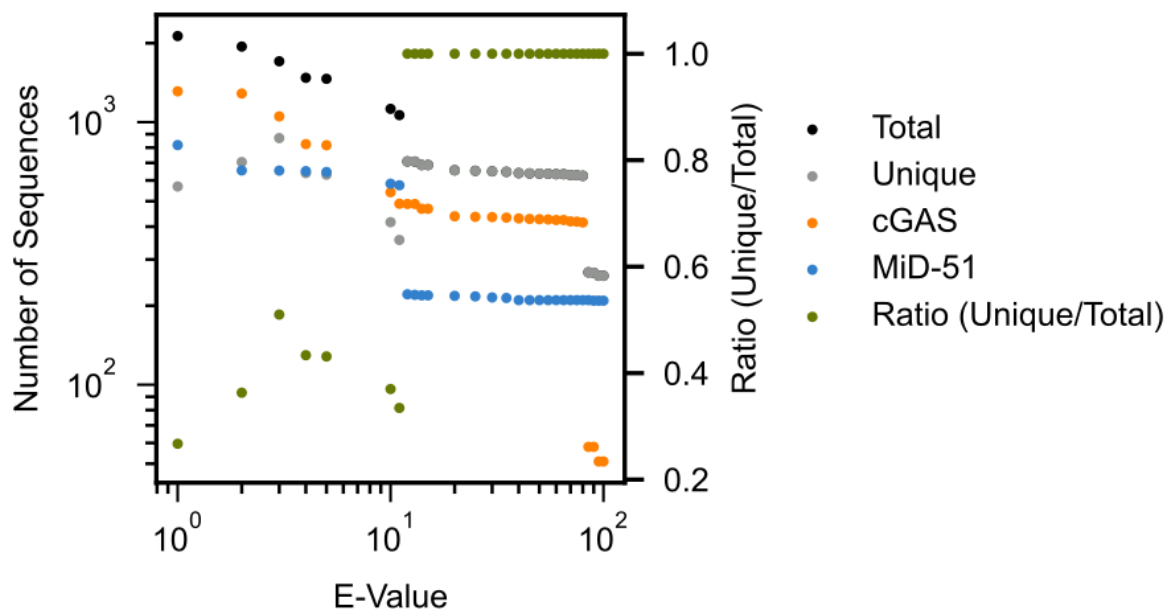 Number of Sequences
10³
10²
10⁰
10¹
10²
E-Value
1.0
0.8
0.6
0.4
0.2
Ratio (Unique/Total)
Total
Unique
cGAS
MiD-51
Ratio (Unique/Total)